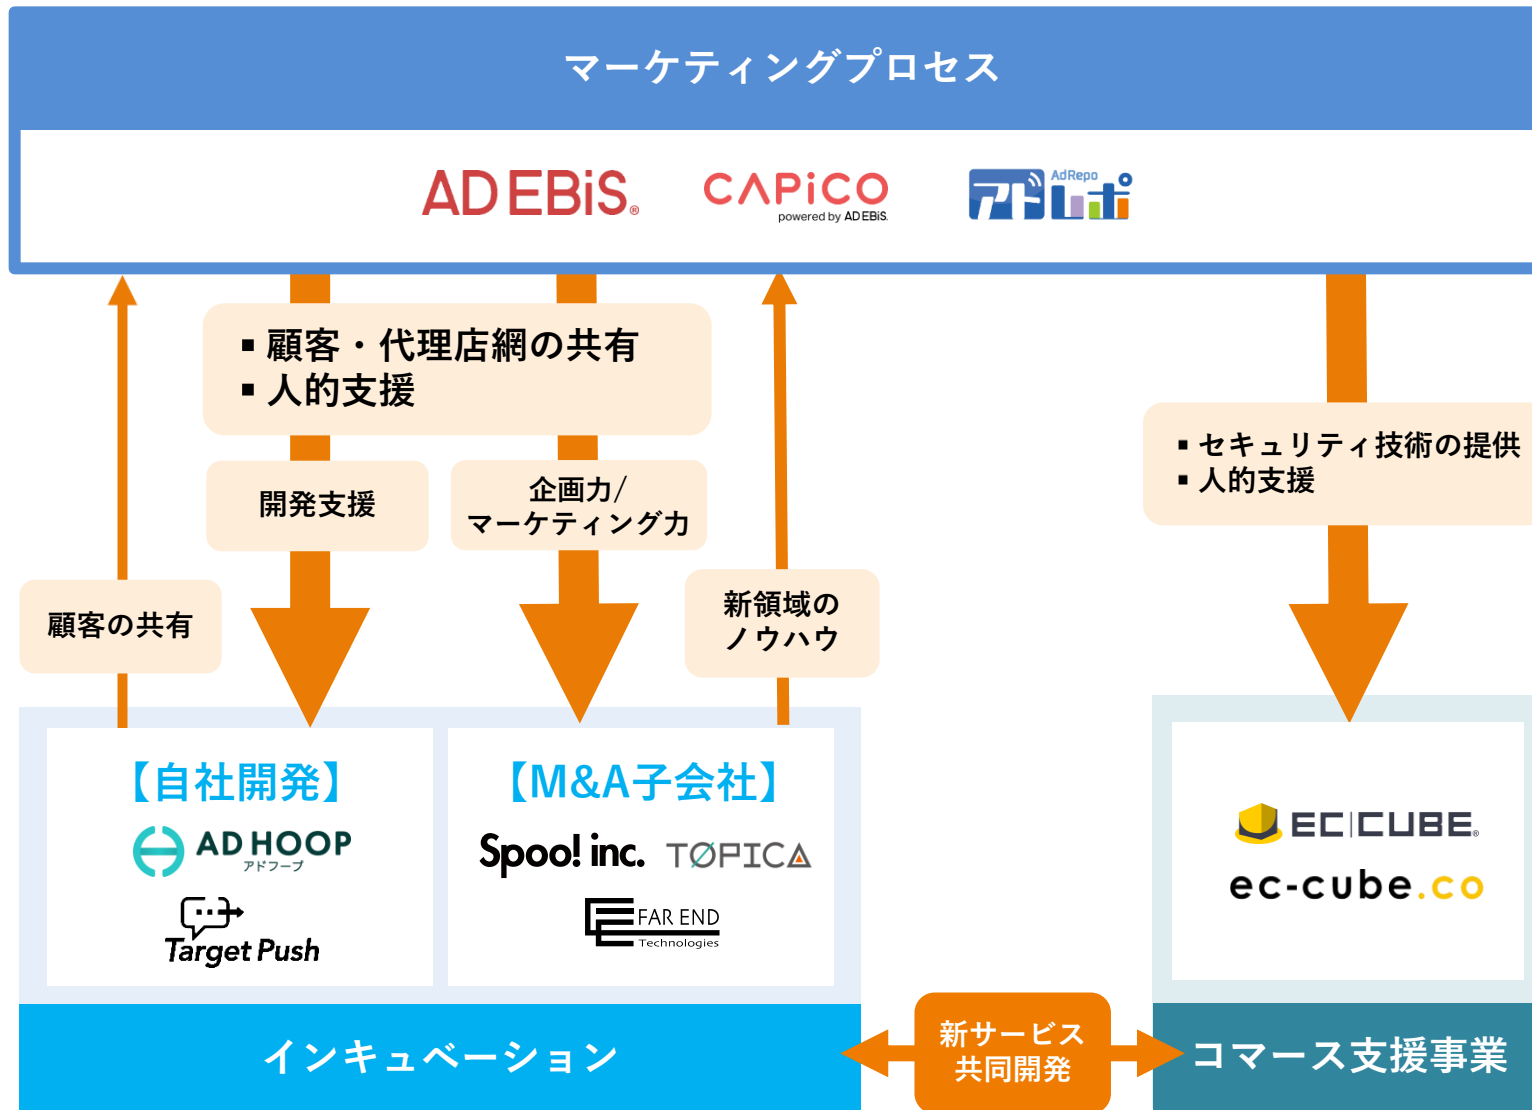 マーケティングプロセス
AD EBiS®
CAPiCO
powered by AD EBiS.
AdRepo
アドレポ
▪ 顧客・代理店網の共有
▪ 人的支援
▪ セキュリティ技術の提供
▪ 人的支援
開発支援
企画力/
マーケティング力
顧客の共有
新領域の
ノウハウ
【自社開発】
AD HOOP
アドフープ
Target Push
【M&A子会社】
Spoo! inc.
TOPICA
FAR END
Technologies
EC|CUBE®
ec-cube.co
インキュベーション
新サービス
共同開発
コマース支援事業